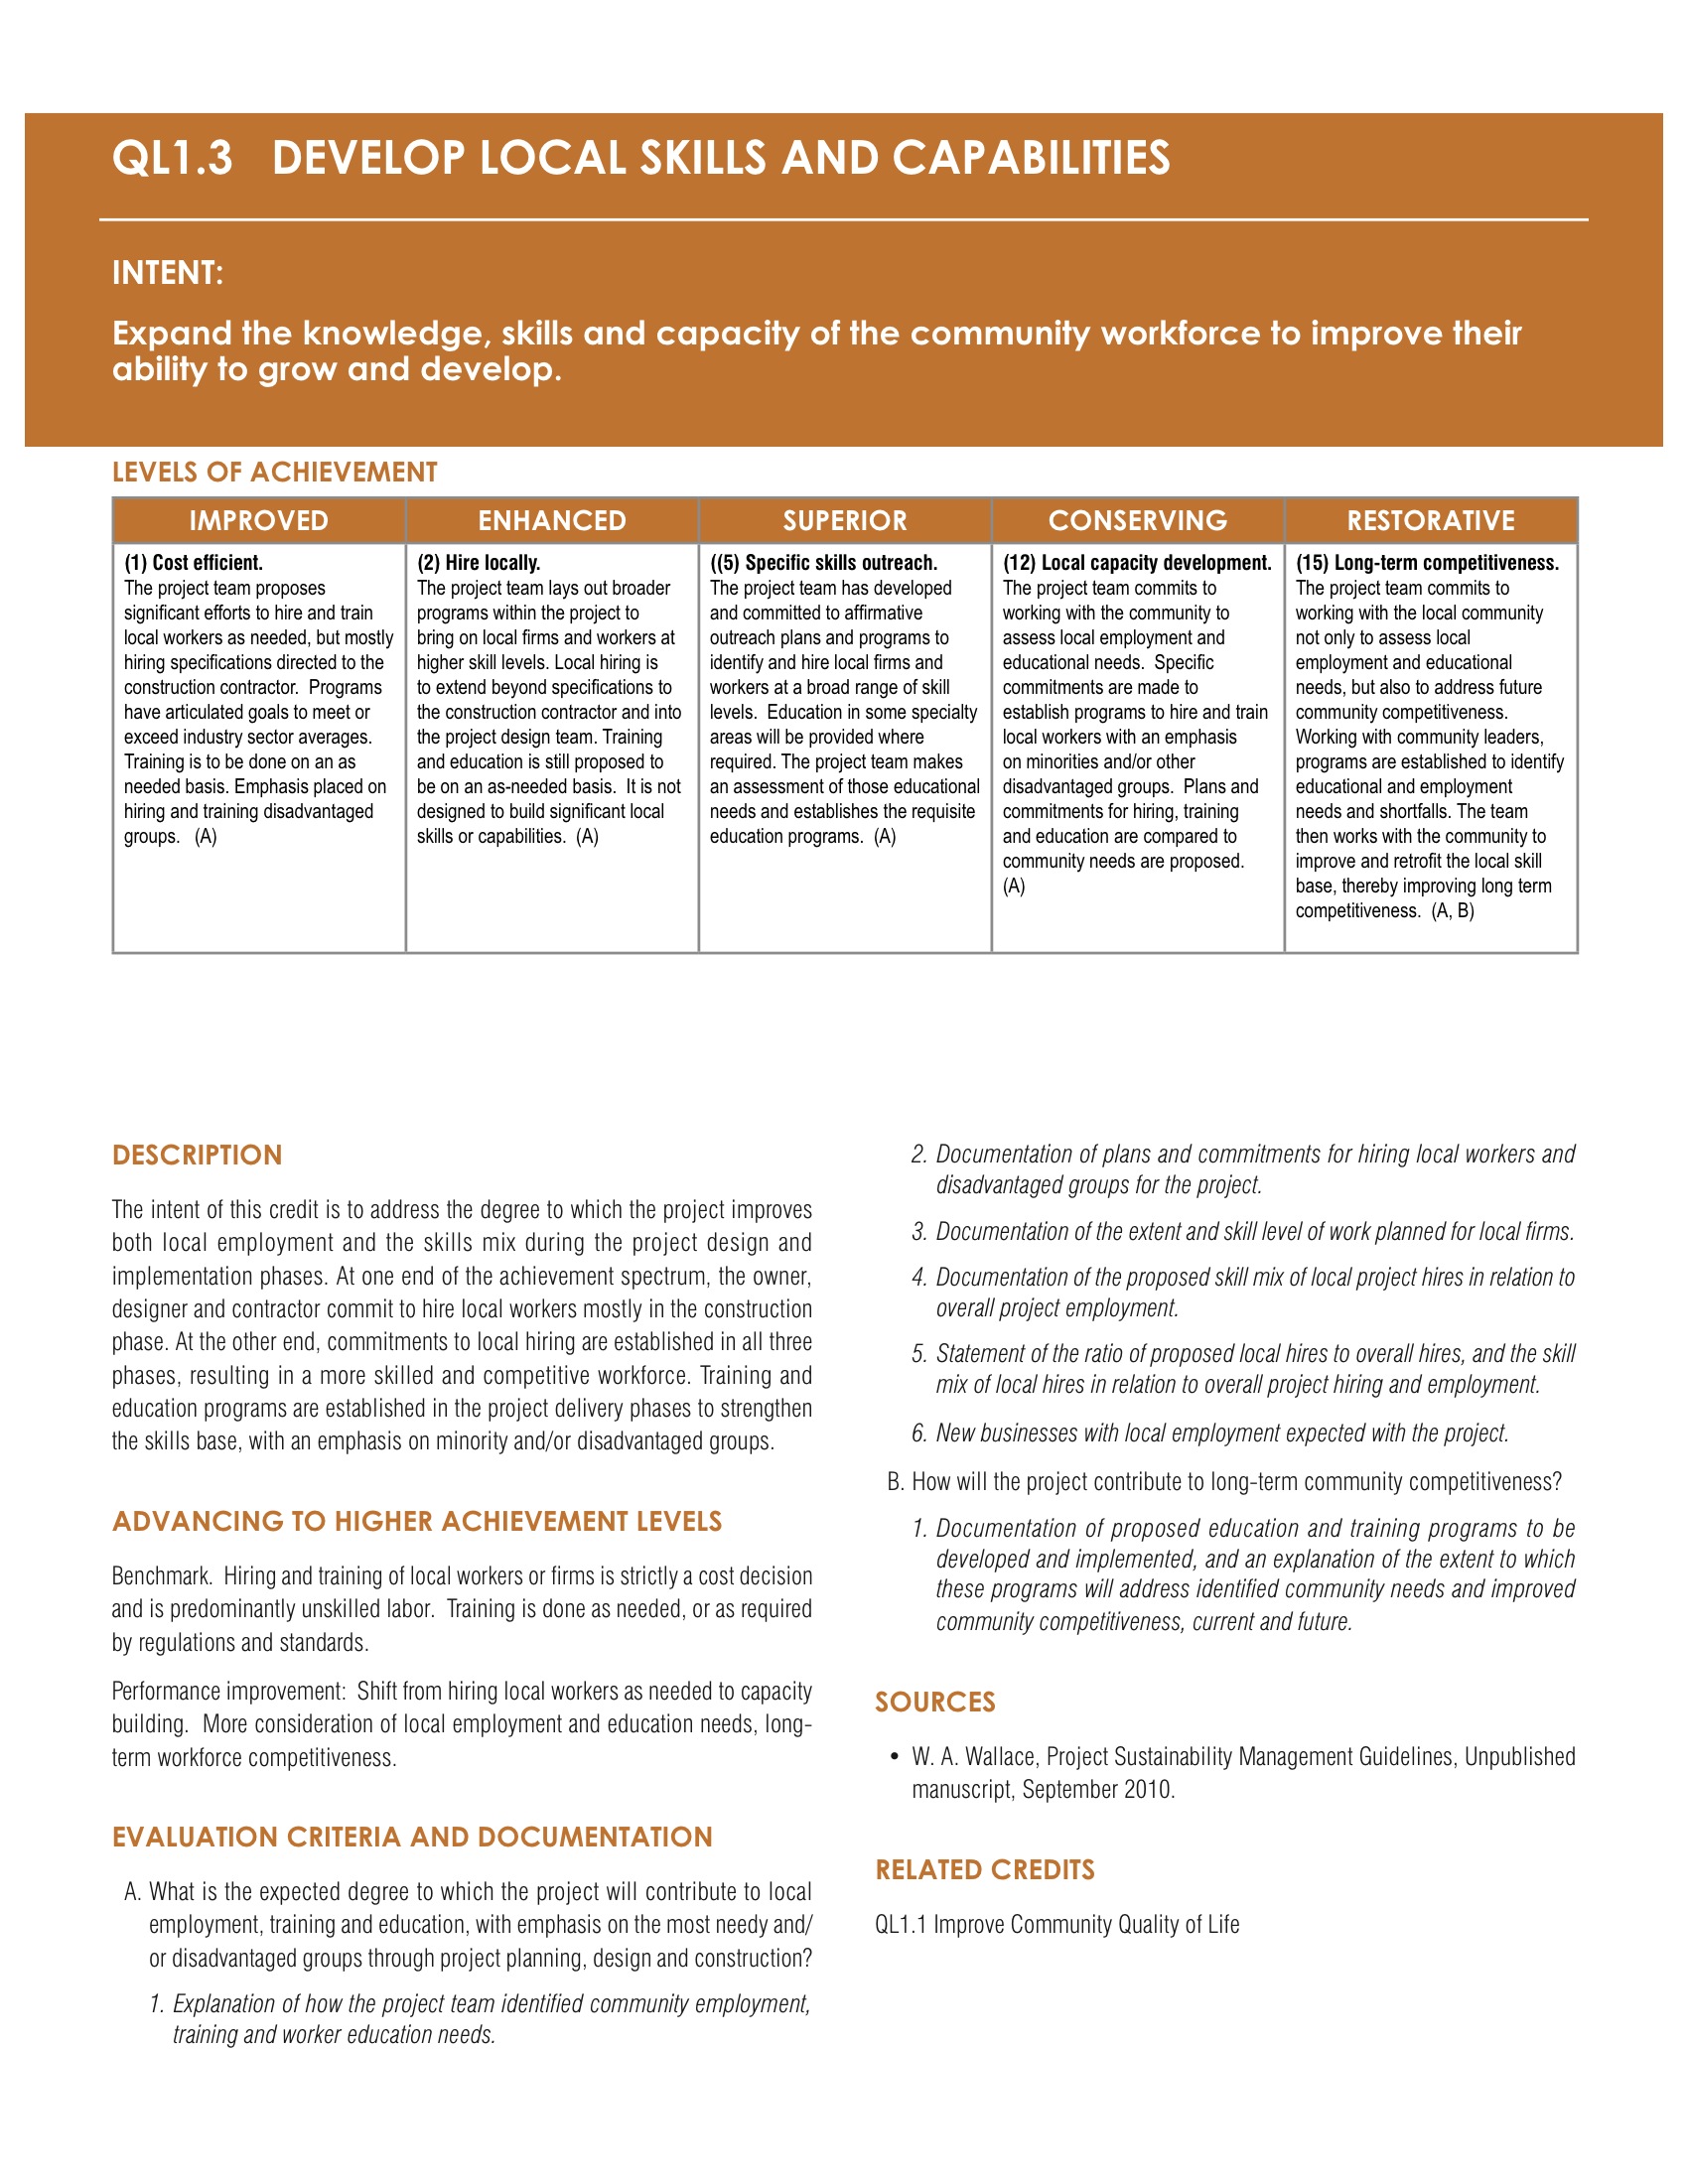 QL1.3 DEVELOP LOCAL SKILLS AND CAPABILITIES
INTENT:
Expand the knowledge, skills and capacity of the community workforce to improve their
ability to grow and develop.
LEVELS OF ACHIEVEMENT
IMPROVED
(1) Cost efficient.
The project team proposes
significant efforts to hire and train
local workers as needed, but mostly
hiring specifications directed to the
construction contractor.  Programs
have articulated goals to meet or
exceed industry sector averages.
Training is to be done on an as
needed basis. Emphasis placed on
hiring and training disadvantaged
groups.   (A)
ENHANCED
(2) Hire locally.
The project team lays out broader
programs within the project to
bring on local firms and workers at
higher skill levels. Local hiring is
to extend beyond specifications to
the construction contractor and into
the project design team. Training
and education is still proposed to
be on an as-needed basis.  It is not
designed to build significant local
skills or capabilities.  (A)
SUPERIOR
((5) Specific skills outreach.
The project team has developed
and committed to affirmative
outreach plans and programs to
identify and hire local firms and
workers at a broad range of skill
levels.  Education in some specialty
areas will be provided where
required. The project team makes
an assessment of those educational
needs and establishes the requisite
education programs.  (A)
CONSERVING
(12) Local capacity development.
The project team commits to
working with the community to
assess local employment and
educational needs.  Specific
commitments are made to
establish programs to hire and train
local workers with an emphasis
on minorities and/or other
disadvantaged groups.  Plans and
commitments for hiring, training
and education are compared to
community needs are proposed.
(A)
RESTORATIVE
(15) Long-term competitiveness.
The project team commits to
working with the local community
not only to assess local
employment and educational
needs, but also to address future
community competitiveness.
Working with community leaders,
programs are established to identify
educational and employment
needs and shortfalls. The team
then works with the community to
improve and retrofit the local skill
base, thereby improving long term
competitiveness.  (A, B)
DESCRIPTION
The intent of this credit is to address the degree to which the project improves
both local employment and the skills mix during the project design and
implementation phases. At one end of the achievement spectrum, the owner,
designer and contractor commit to hire local workers mostly in the construction
phase. At the other end, commitments to local hiring are established in all three
phases, resulting in a more skilled and competitive workforce. Training and
education programs are established in the project delivery phases to strengthen
the skills base, with an emphasis on minority and/or disadvantaged groups.
ADVANCING TO HIGHER ACHIEVEMENT LEVELS
Benchmark.  Hiring and training of local workers or firms is strictly a cost decision
and is predominantly unskilled labor.  Training is done as needed, or as required
by regulations and standards.
Performance improvement:  Shift from hiring local workers as needed to capacity
building.  More consideration of local employment and education needs, long-
term workforce competitiveness.
EVALUATION CRITERIA AND DOCUMENTATION
A. What is the expected degree to which the project will contribute to local
employment, training and education, with emphasis on the most needy and/
or disadvantaged groups through project planning, design and construction?
1. Explanation of how the project team identified community employment,
training and worker education needs.
2. Documentation of plans and commitments for hiring local workers and
disadvantaged groups for the project.
3. Documentation of the extent and skill level of work planned for local firms.
4. Documentation of the proposed skill mix of local project hires in relation to
overall project employment.
5. Statement of the ratio of proposed local hires to overall hires, and the skill
mix of local hires in relation to overall project hiring and employment.
6. New businesses with local employment expected with the project.
B. How will the project contribute to long-term community competitiveness?
1. Documentation of proposed education and training programs to be
developed and implemented, and an explanation of the extent to which
these programs will address identified community needs and improved
community competitiveness, current and future.
SOURCES
• W. A. Wallace, Project Sustainability Management Guidelines, Unpublished
manuscript, September 2010.
RELATED CREDITS
QL1.1 Improve Community Quality of Life